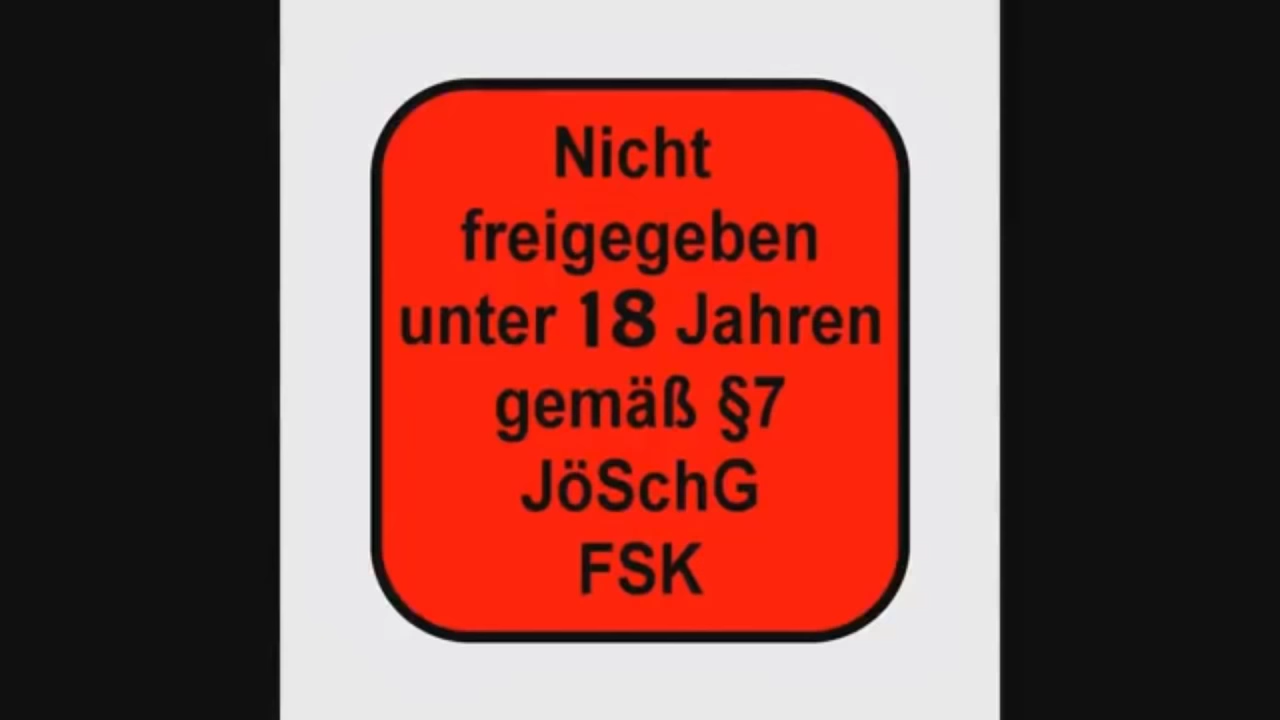 Nicht
freigegeben
unter 18 Jahren
gemäß §7
JöSchG
FSK